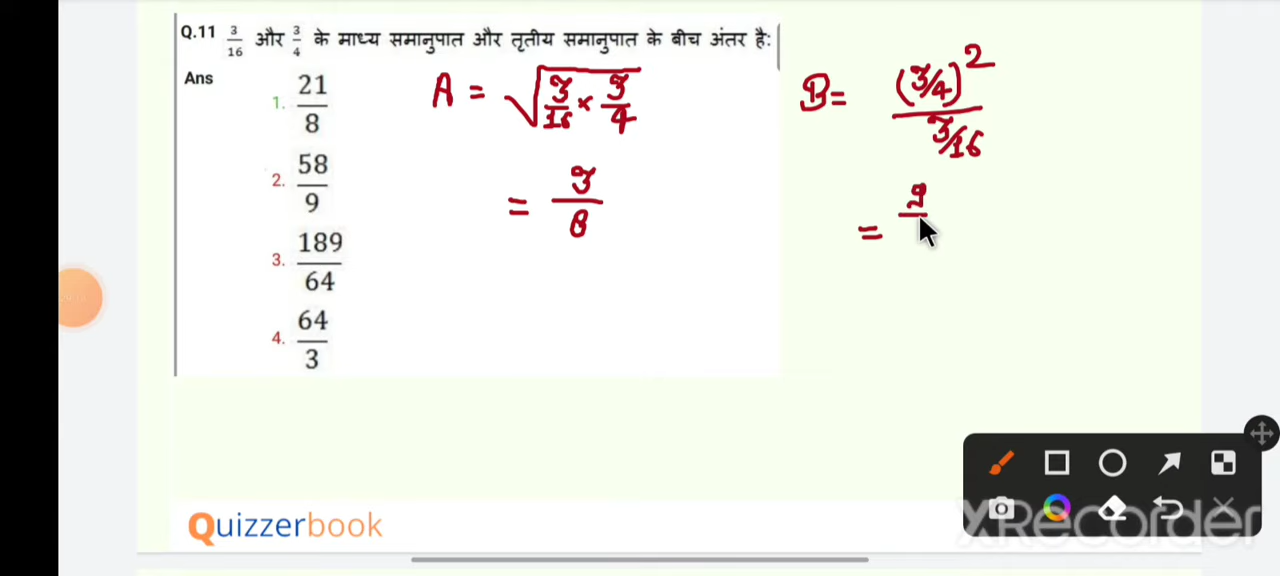 Q.11 3/16 और 3/4 के माध्य समानुपात और तृतीय समानुपात के बीच अंतर है:
Ans
1. 21/8
2. 58/9
3. 189/64
4. 64/3
A = √(3/16 × 3/4)
= 3/8
B = (3/4)² / 3/16
= 9/
Quizzerbook
XRecorder